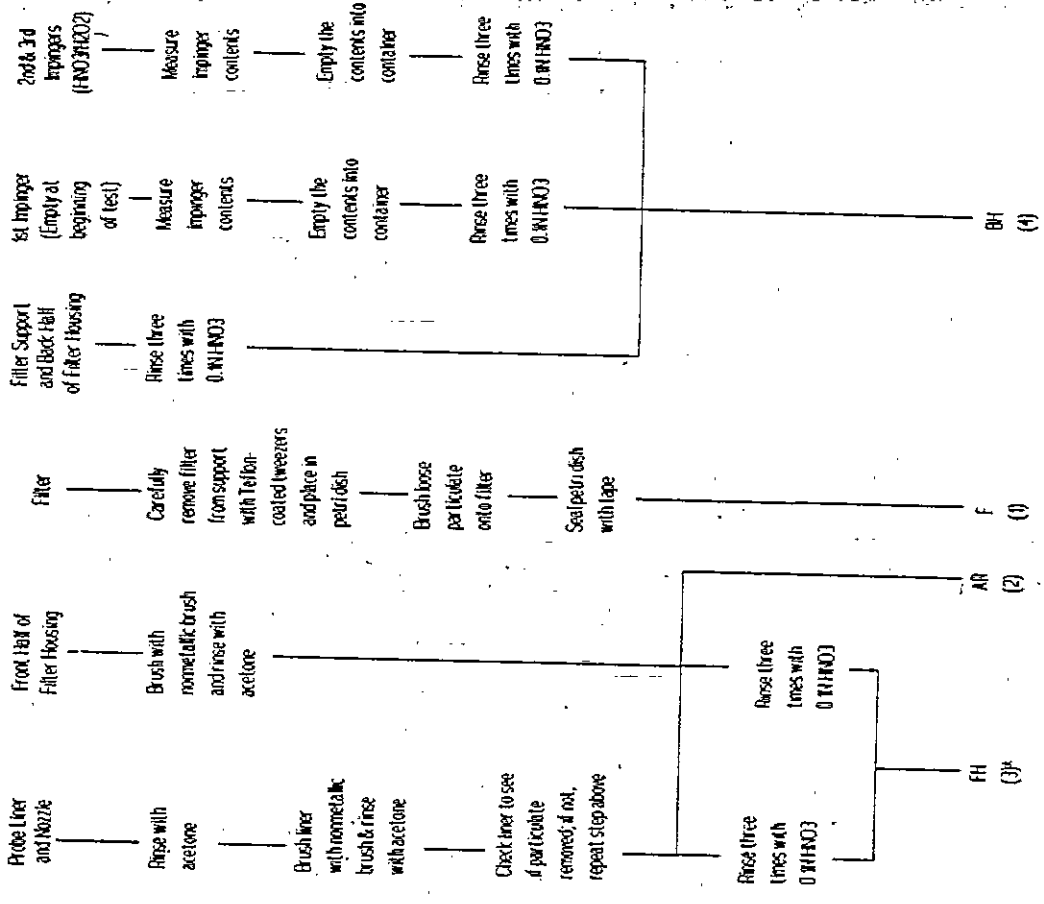 Probe Liner
and Nozzle
Rinse with
acetone
Brush liner
with nonmetallic
brush & rinse
with acetone
Check liner to see
if particulate
removed; if not,
repeat step above
Rinse three
times with
0.1N HNO3
FH
(3)*
Front Half of
Filter Housing
Brush with
nonmetallic brush
and rinse with
acetone
Rinse three
times with
0.1N HNO3
AR
(2)
Filter
Carefully
remove filter
from support
with Teflon-
coated tweezers
and place in
petri dish
Brush loose
particulate
onto filter
Seal petri dish
with tape
F
(1)
Filter Support
and Back Half
of Filter Housing
Rinse three
times with
0.1N HNO3
1st Impinger
(Empty at
beginning
of test)
Measure
impinger
contents
Empty the
contents into
container
Rinse three
times with
0.1N HNO3
BH
(4)
2nd & 3rd
Impingers
(HNO3/H2O2)
Measure
impinger
contents
Empty the
contents into
container
Rinse three
times with
0.1N HNO3